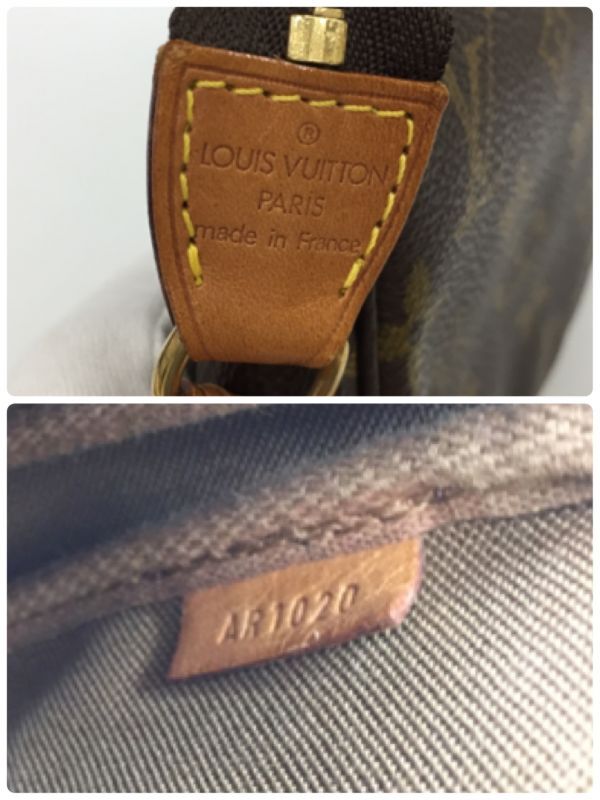 ®
LOUIS VUITTON
PARIS
made in France
AR1020